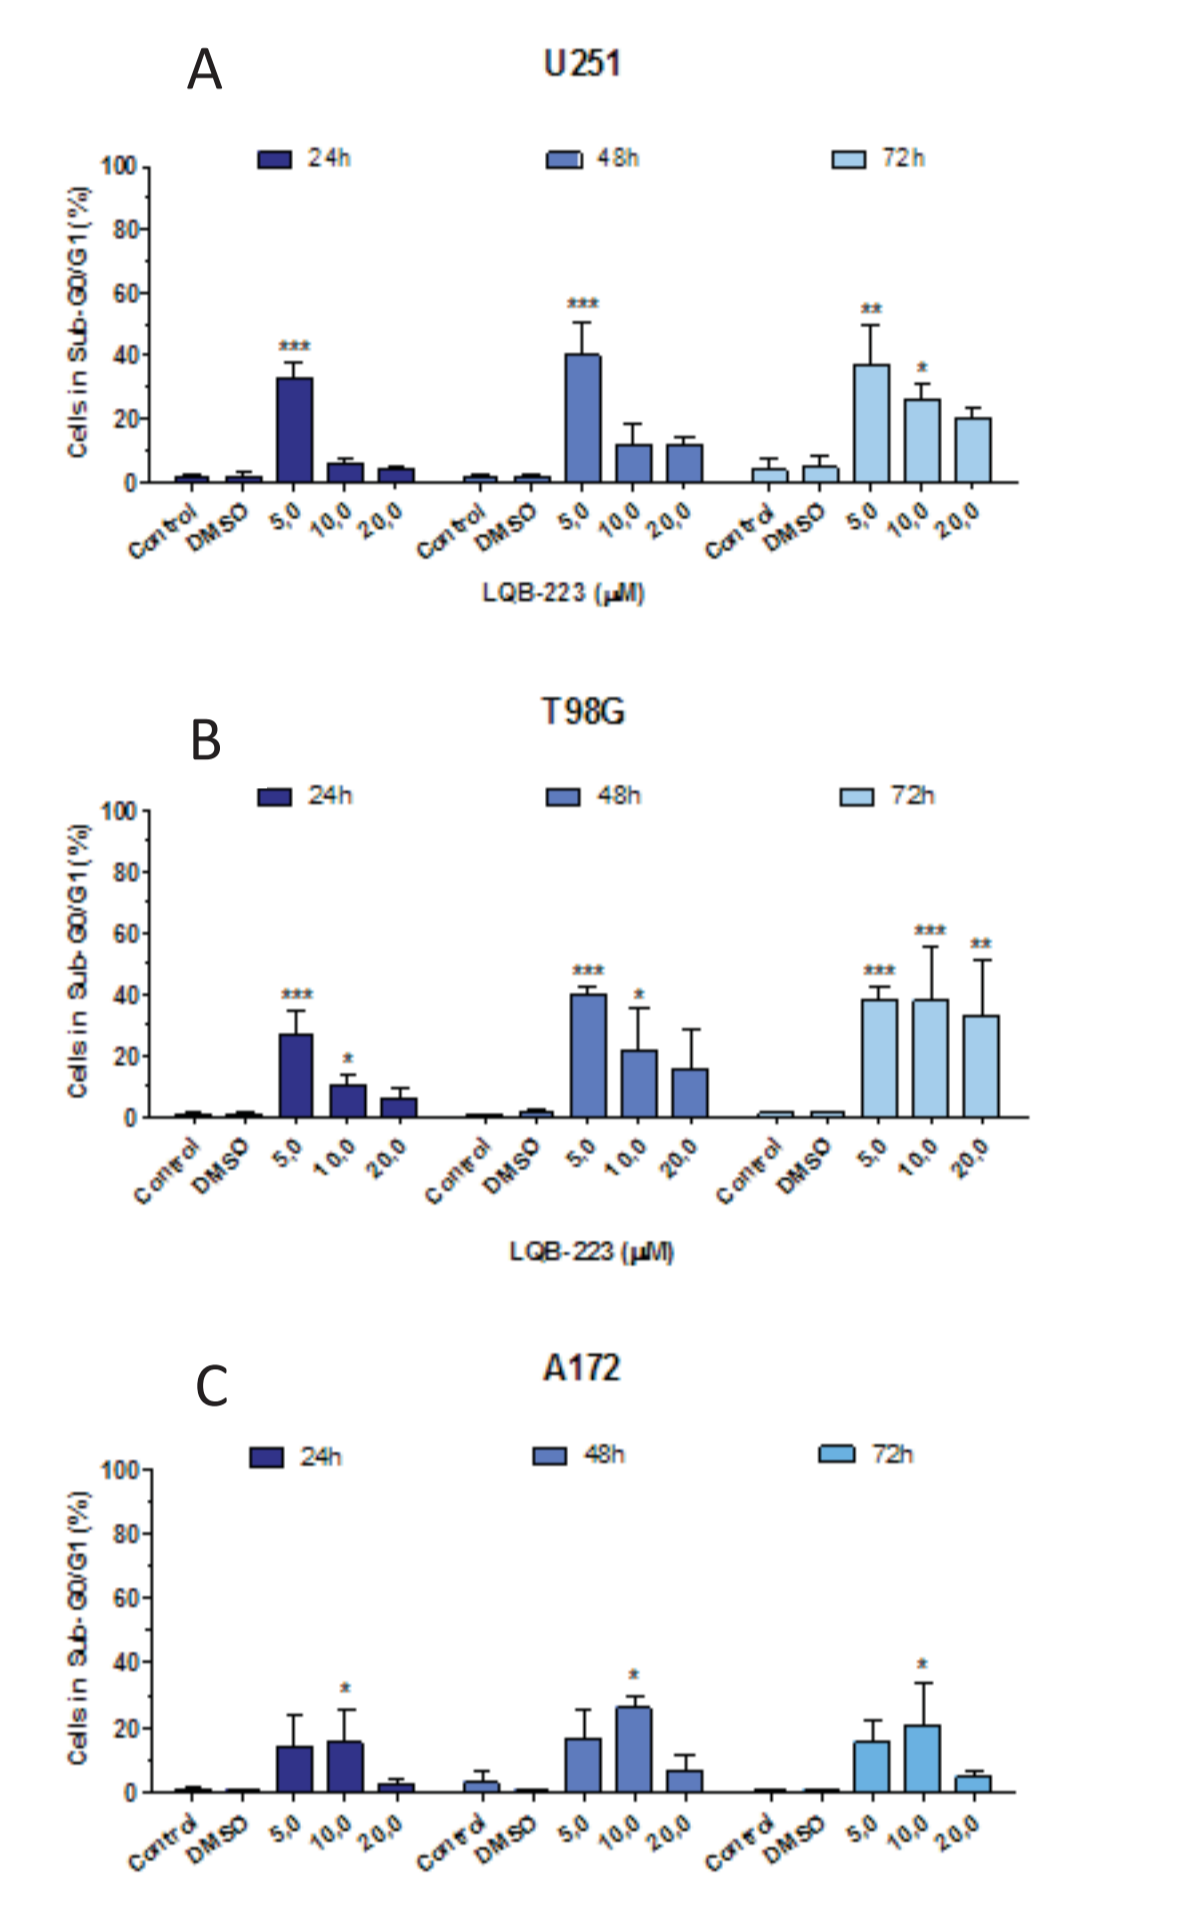 A
U251
24h 48h 72h
Cells in Sub-G0/G1(%)
100
80
60
40
20
0
*** *** ** *
Control DMSO 5,0 10,0 20,0 Control DMSO 5,0 10,0 20,0 Control DMSO 5,0 10,0 20,0
LQB-223 (μM)
B
T98G
24h 48h 72h
Cells in Sub-G0/G1(%)
100
80
60
40
20
0
*** * *** * *** *** **
Control DMSO 5,0 10,0 20,0 Control DMSO 5,0 10,0 20,0 Control DMSO 5,0 10,0 20,0
LQB-223 (μM)
C
A172
24h 48h 72h
Cells in Sub-G0/G1(%)
100
80
60
40
20
0
* * *
Control DMSO 5,0 10,0 20,0 Control DMSO 5,0 10,0 20,0 Control DMSO 5,0 10,0 20,0